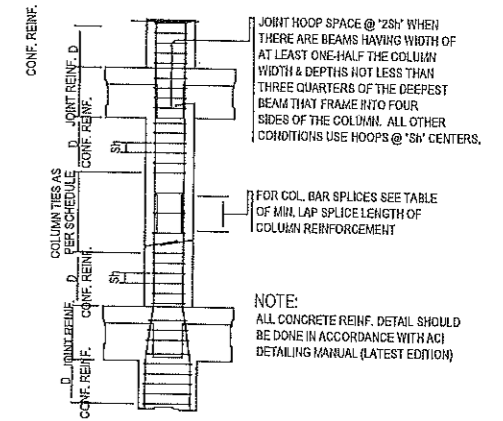 CONF. REINF.
D
JOINT REINF.
D
CONF. REINF.
Sh
COLUMN TIES AS
PER SCHEDULE
D
CONF. REINF.
Sh
JOINT REINF.
D
CONF. REINF.
JOINT HOOP SPACE @ "2Sh" WHEN
THERE ARE BEAMS HAVING WIDTH OF
AT LEAST ONE-HALF THE COLUMN
WIDTH & DEPTHS NOT LESS THAN
THREE QUARTERS OF THE DEEPEST
BEAM THAT FRAME INTO FOUR
SIDES OF THE COLUMN. ALL OTHER
CONDITIONS USE HOOPS @ "Sh" CENTERS.
FOR COL. BAR SPLICES SEE TABLE
OF MIN. LAP SPLICE LENGTH OF
COLUMN REINFORCEMENT
NOTE:
ALL CONCRETE REINF. DETAIL SHOULD
BE DONE IN ACCORDANCE WITH ACI
DETAILING MANUAL (LATEST EDITION)